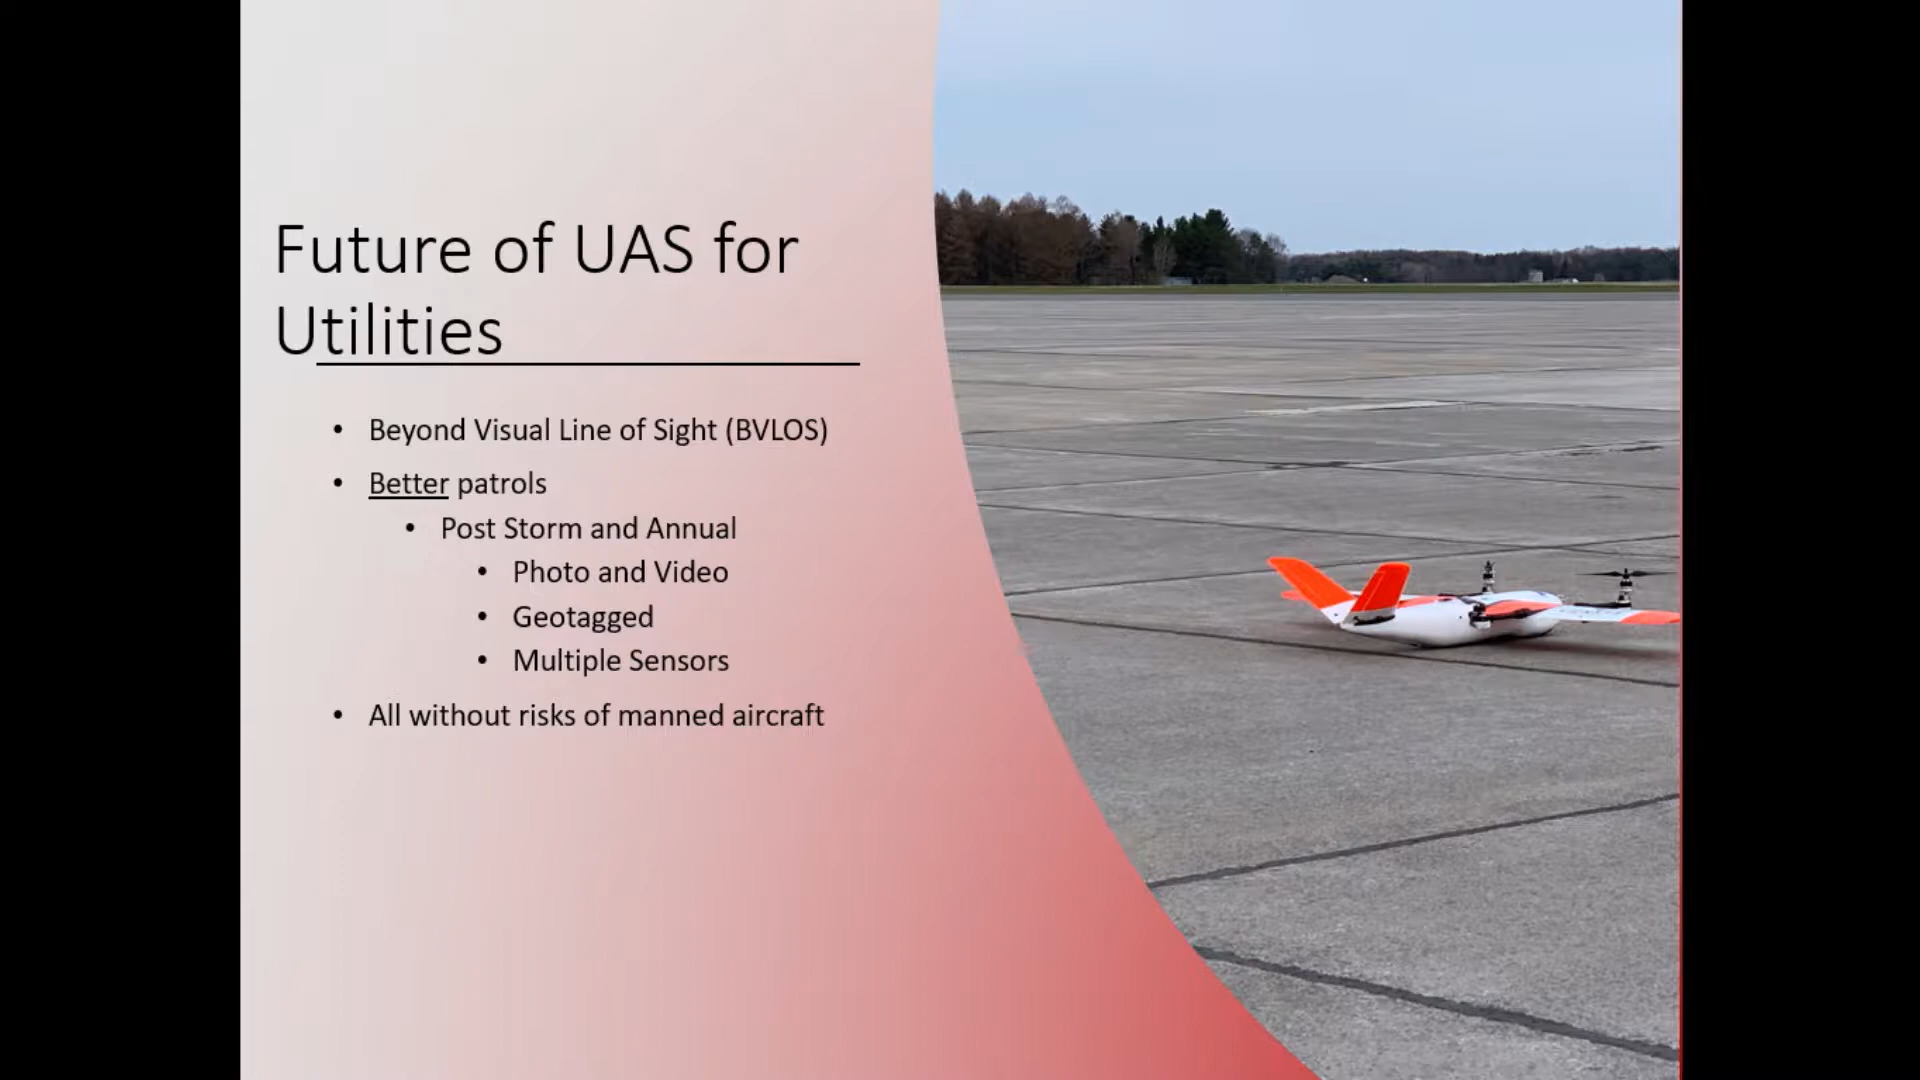 Future of UAS for
Utilities
• Beyond Visual Line of Sight (BVLOS)
• Better patrols
• Post Storm and Annual
• Photo and Video
• Geotagged
• Multiple Sensors
• All without risks of manned aircraft